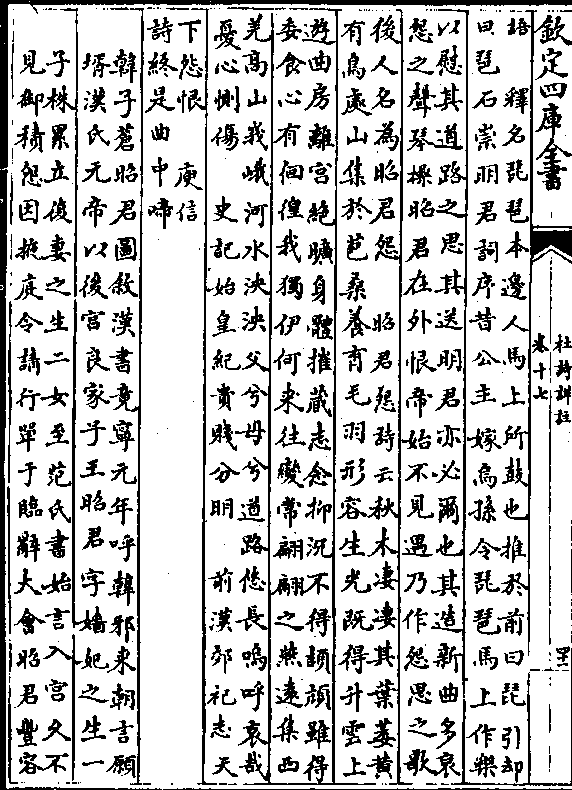 欽定四庫全書
杜詩詳註
卷十七
語　釋名琵琶本邊人馬上所鼓也推於前曰琵引却
曰琶石崇明君詞序昔公主嫁烏孫令琵琶馬上作樂
以慰其道路之思其送明君亦必爾也其造新曲多哀
怨之聲琴操昭君在外恨帝始不見遇乃作怨思之歌
後人名為昭君怨　昭君怨詩云秋木淒淒其葉萎黃
有鳥處山集於苞桑養育毛羽形容生光既得升雲上
遊曲房離宮絶曠身體摧藏志念抑況不得頡頏雖得
委食心有徊徨我獨伊何來往變常翩翩之燕遠集西
羌高山我峨河水泱泱父兮母兮道路悠長嗚呼哀哉
憂心惻傷　史記始皇紀貴賤分明　前漢郊祀志天
下怨恨　庾信
詩終是曲中啼
韓子蒼昭君圖敘漢書竟寧元年呼韓邪來朝言願
壻漢氏元帝以後宮良家子王昭君字嬙妃之生一
子株累立復妻之生二女至范氏書始言入宮久不
見御積怨因掖庭令請行單于臨辭大會昭君豐容